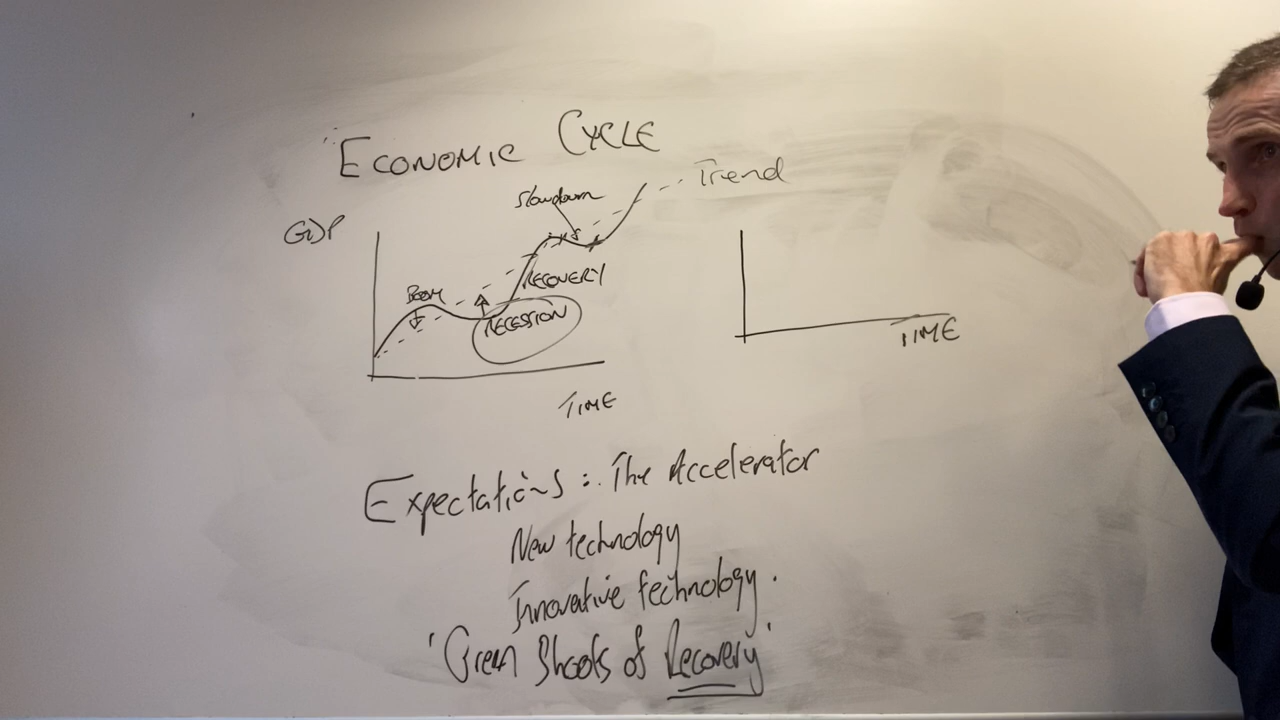 ECONOMIC CYCLE
Trend
Slowdown
GDP
BOOM
RECOVERY
RECESSION
TIME
TIME
Expectations : The Accelerator
New technology
Innovative technology.
'Green Shoots of Recovery'